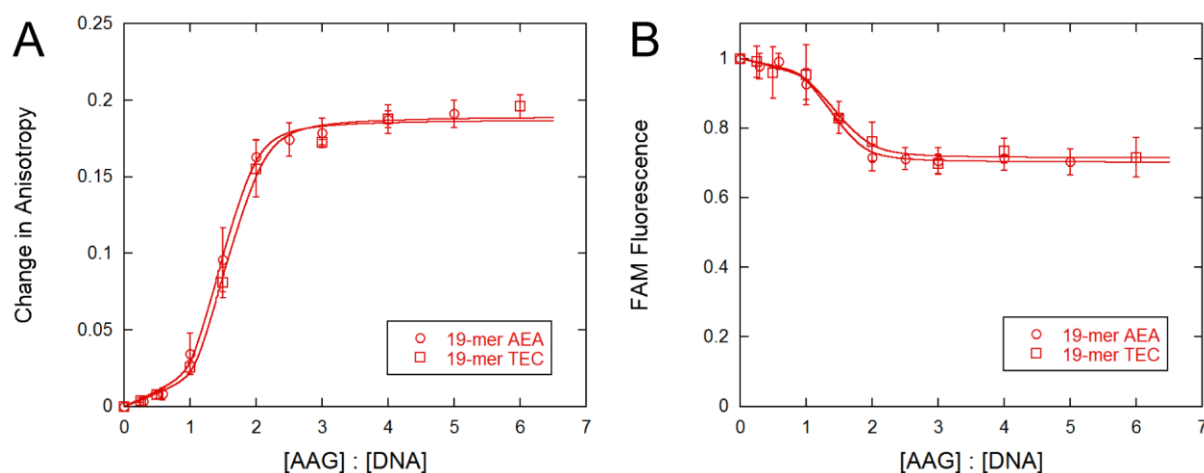 A
Change in Anisotropy
0.25
0.2
0.15
0.1
0.05
0
19-mer AEA
19-mer TEC
0 1 2 3 4 5 6 7
[AAG] : [DNA]
B
FAM Fluorescence
1
0.8
0.6
0.4
0.2
0
19-mer AEA
19-mer TEC
0 1 2 3 4 5 6 7
[AAG] : [DNA]